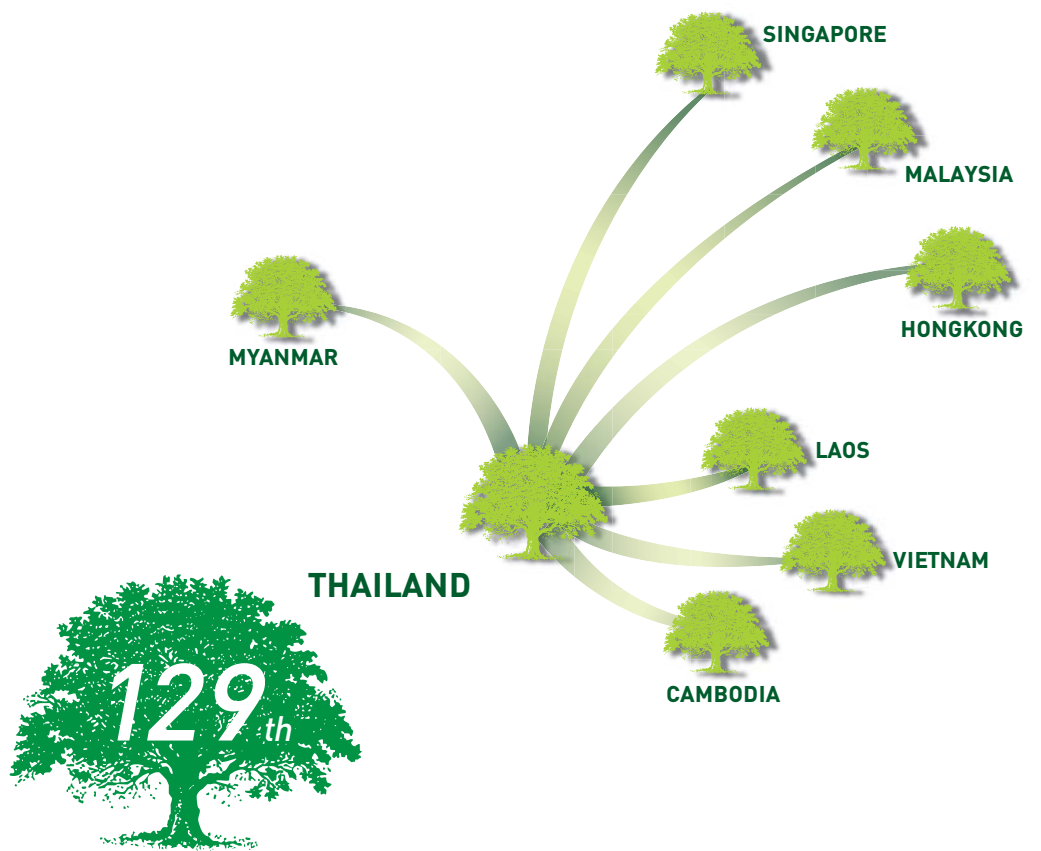 SINGAPORE
MALAYSIA
HONGKONG
MYANMAR
LAOS
VIETNAM
THAILAND
CAMBODIA
129th